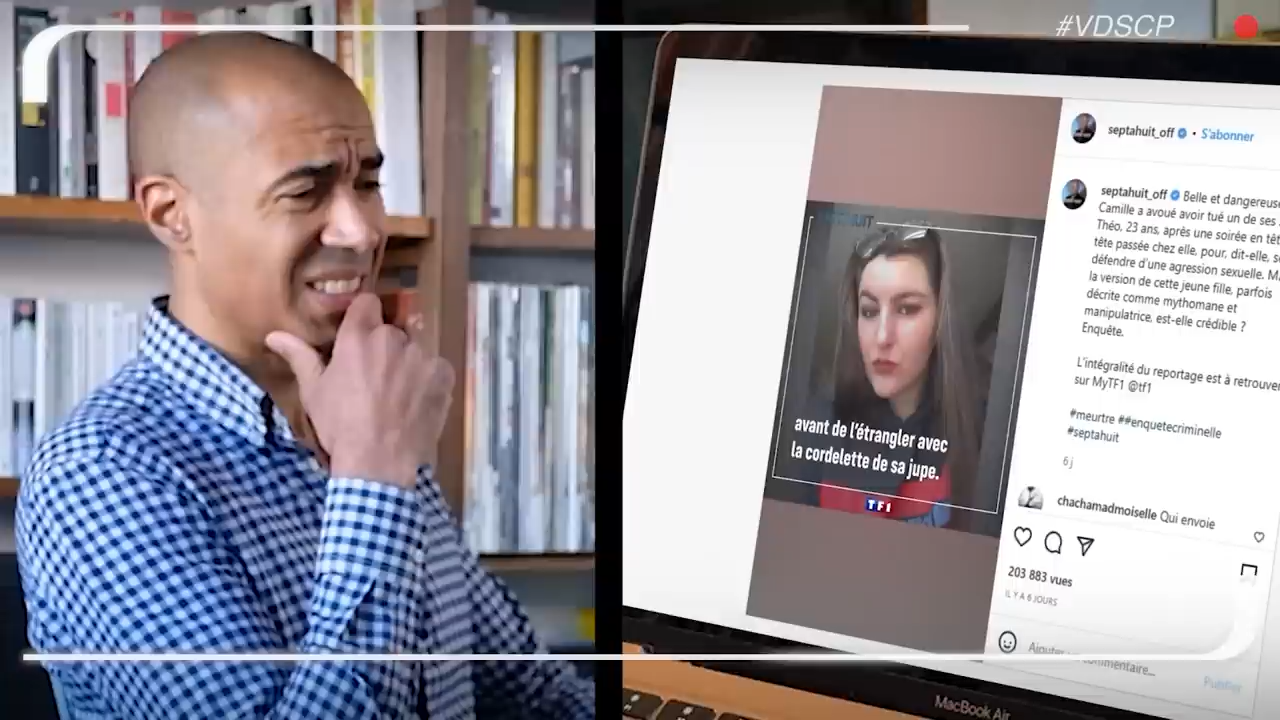 #VDSCP
septahuit_off • S'abonner
septahuit_off Belle et dangereuse
Camille a avoué avoir tué un de ses
Théo, 23 ans, après une soirée en têt
tête passée chez elle, pour, dit-elle, s
défendre d'une agression sexuelle. M
la version de cette jeune fille, parfois
décrite comme mythomane et
manipulatrice, est-elle crédible ?
Enquête.
L'intégralité du reportage est à retrouve
sur MyTF1 @tf1
#meurtre ##enquetecriminelle
#septahuit
6 j
avant de l'étrangler avec
la cordelette de sa jupe.
TF1
chachamadmoiselle Qui envoie
203 883 vues
IL Y A 6 JOURS
Publier
MacBook Air